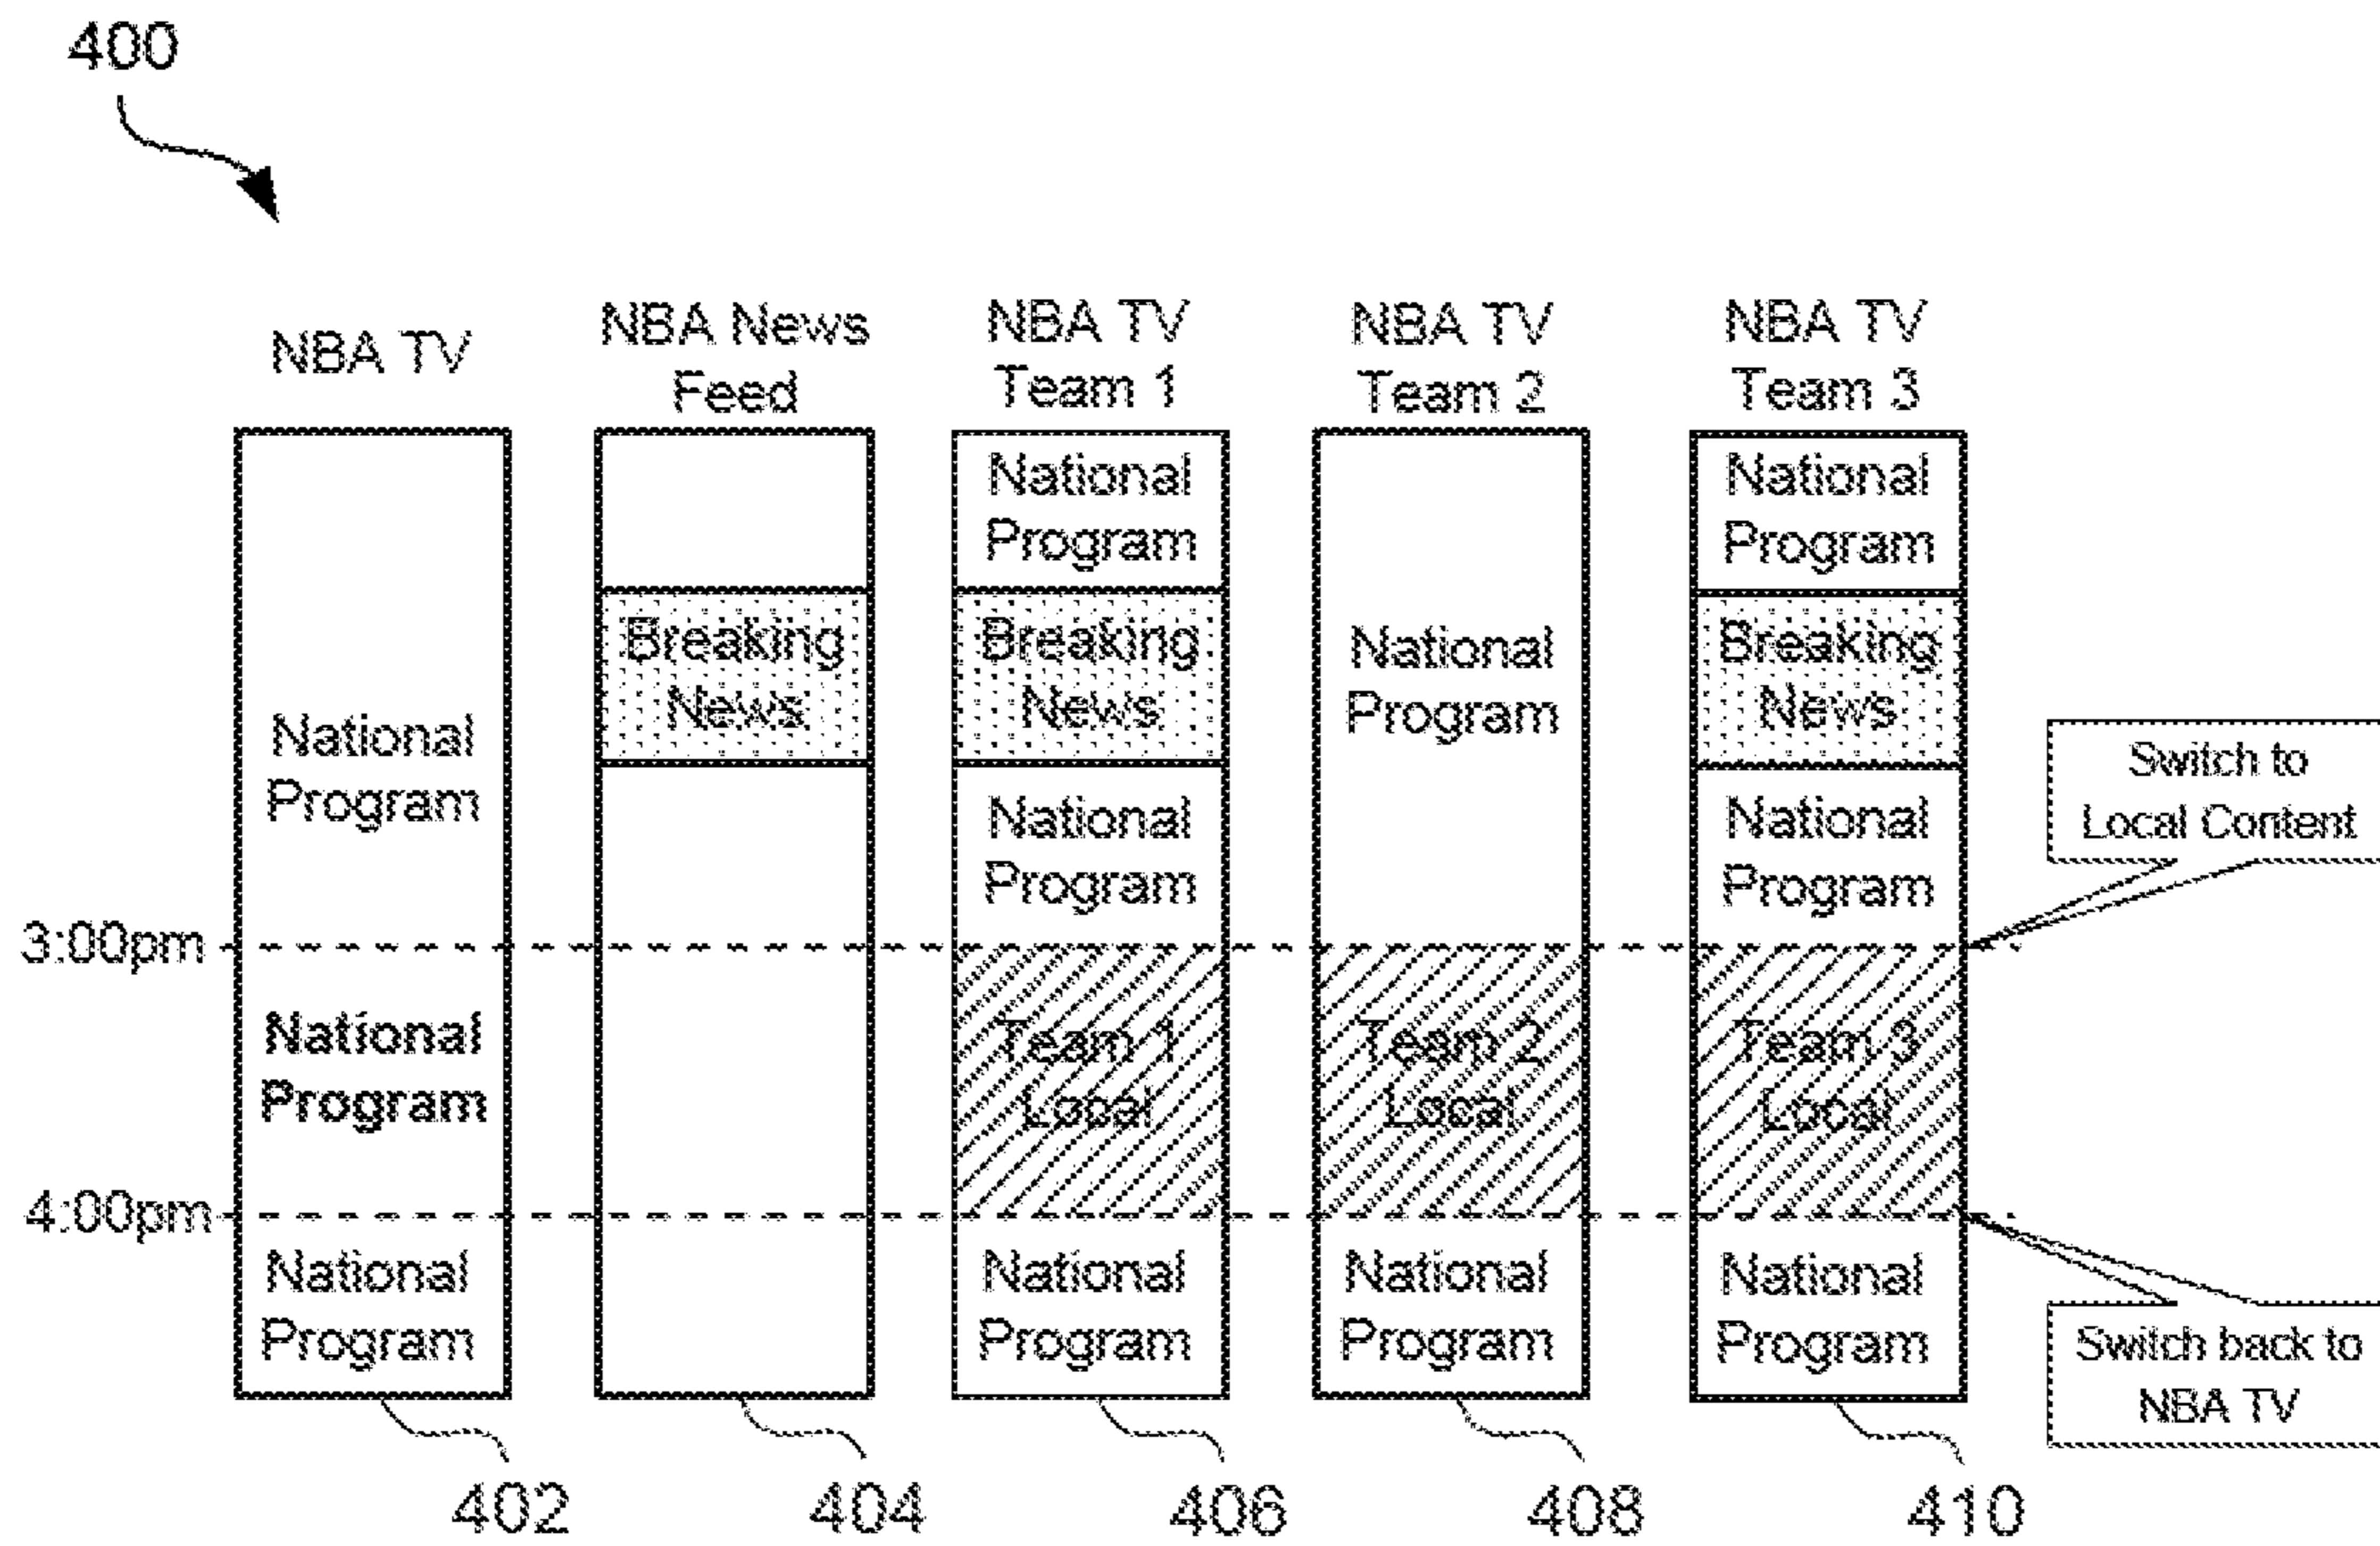 400
NBA TV
NBA News
Feed
NBA TV
Team 1
NBA TV
Team 2
NBA TV
Team 3
National
Program
National
Program
National
Program
Breaking
News
National
Program
3:00pm
Breaking
News
National
Program
Team 1
Local
National
Program
National
Program
Team 2
Local
National
Program
National
Program
Breaking
News
National
Program
Team 3
Local
National
Program
Switch to
Local Content
4:00pm
Switch back to
NBA TV
402
404
406
408
410